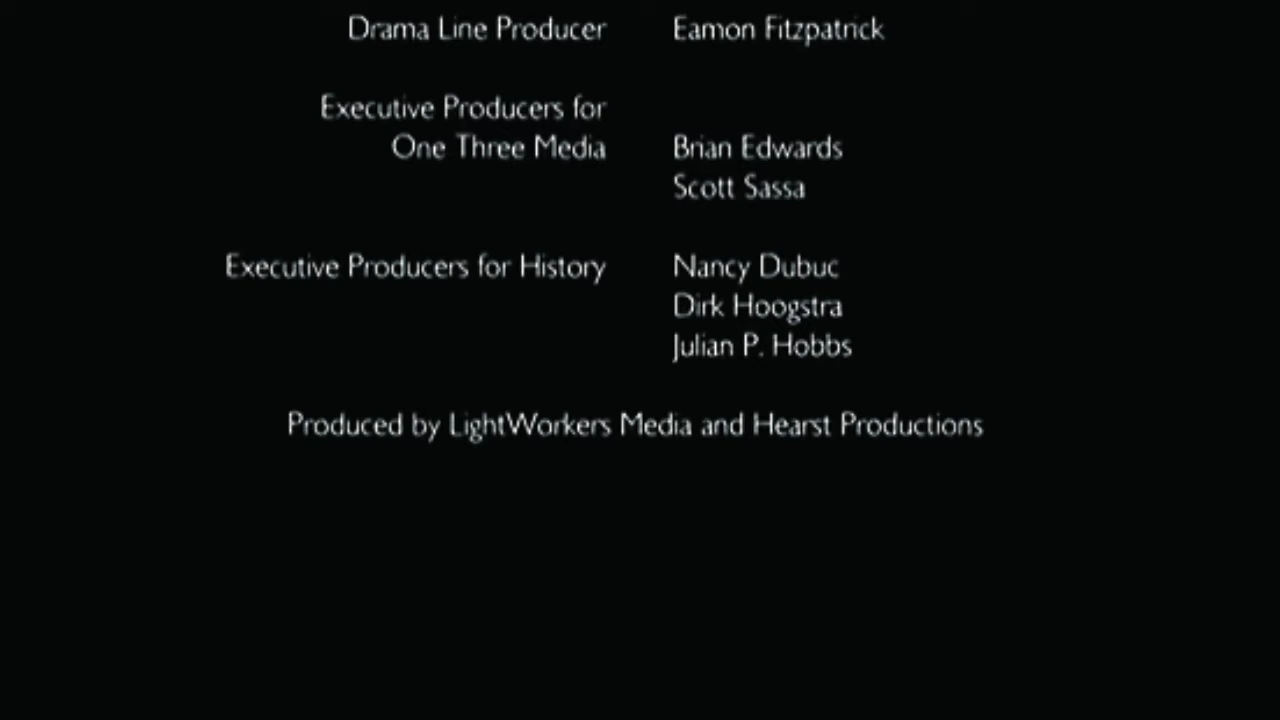 Drama Line Producer Eamon Fitzpatrick
Executive Producers for
One Three Media Brian Edwards
Scott Sassa
Executive Producers for History Nancy Dubuc
Dirk Hoogstra
Julian P. Hobbs
Produced by LightWorkers Media and Hearst Productions